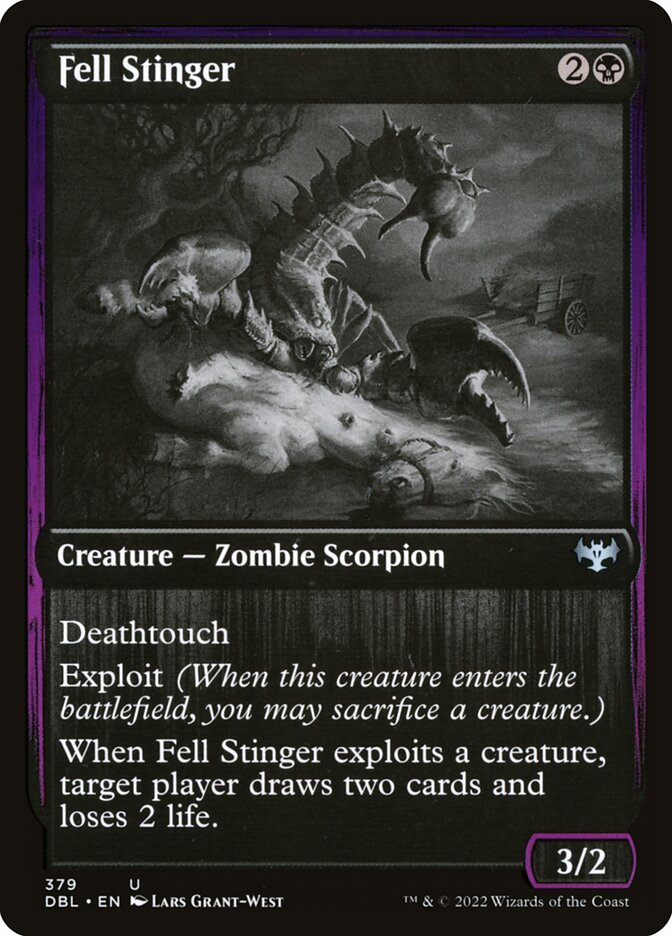 Fell Stinger 2
Creature — Zombie Scorpion
Deathtouch
Exploit (When this creature enters the
battlefield, you may sacrifice a creature.)
When Fell Stinger exploits a creature,
target player draws two cards and
loses 2 life.
3/2
379 U
DBL • EN Lars Grant-West ™ & © 2022 Wizards of the Coast